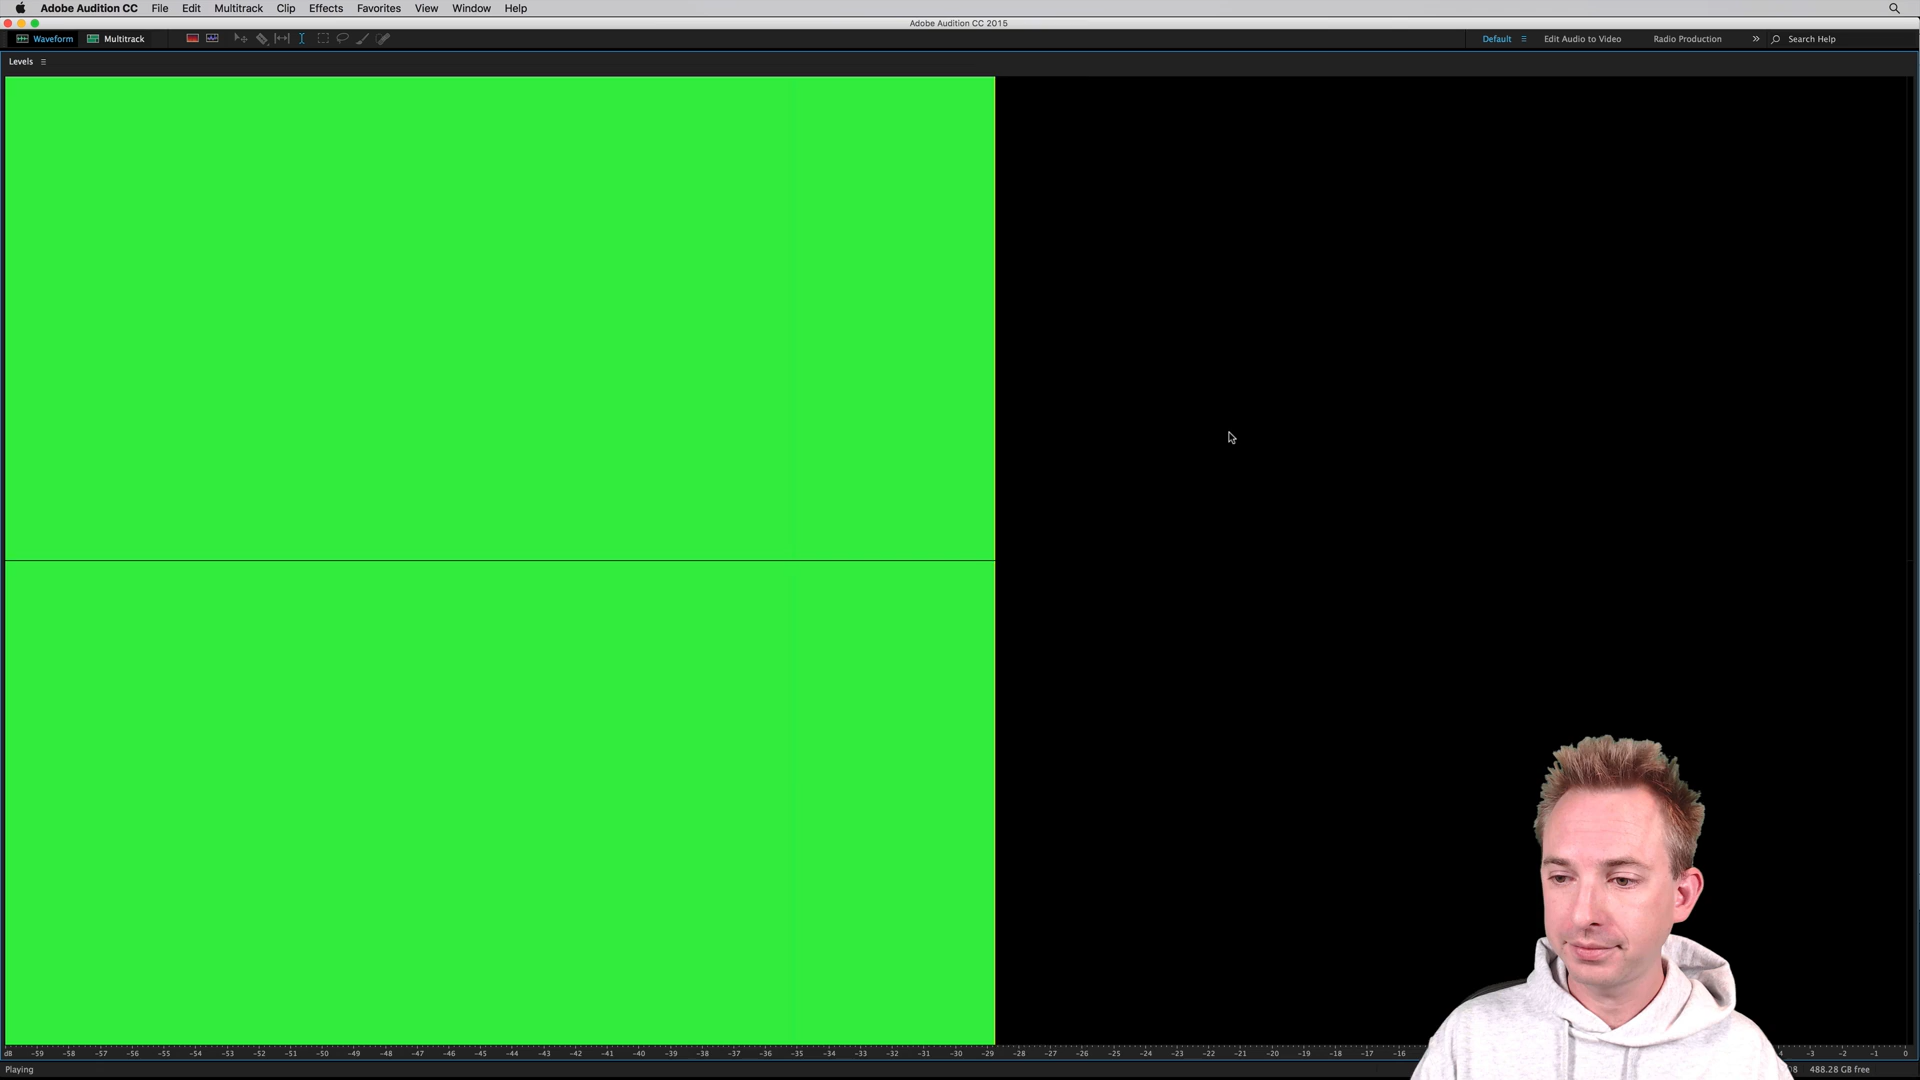 Adobe Audition CC File Edit Multitrack Clip Effects Favorites View Window Help
Adobe Audition CC 2015
Waveform Multitrack Default Edit Audio to Video Radio Production Search Help
Levels
dB -59 -58 -57 -56 -55 -54 -53 -52 -51 -50 -49 -48 -47 -46 -45 -44 -43 -42 -41 -40 -39 -38 -37 -36 -35 -34 -33 -32 -31 -30 -29 -28 -27 -26 -25 -24 -23 -22 -21 -20 -19 -18 -17 -16 -3 -2 -1 0
Playing 488.28 GB free